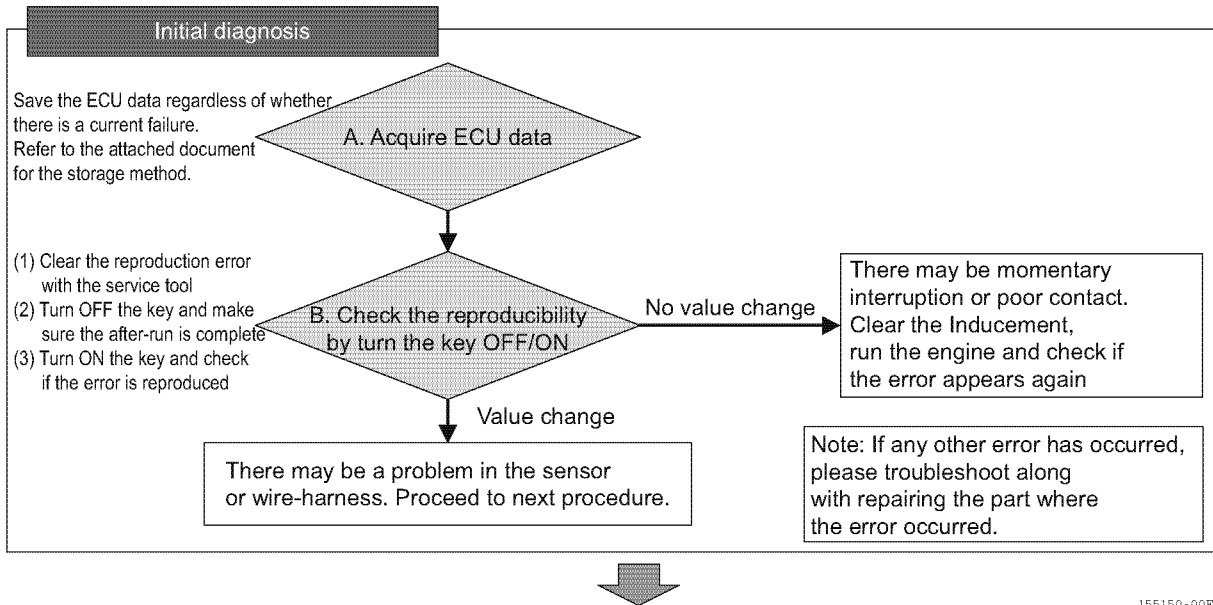 Initial diagnosis
Save the ECU data regardless of whether
there is a current failure.
Refer to the attached document
for the storage method.
A. Acquire ECU data
(1) Clear the reproduction error
with the service tool
(2) Turn OFF the key and make
sure the after-run is complete
(3) Turn ON the key and check
if the error is reproduced
B. Check the reproducibility
by turn the key OFF/ON
No value change
There may be momentary
interruption or poor contact.
Clear the Inducement,
run the engine and check if
the error appears again
Value change
There may be a problem in the sensor
or wire-harness. Proceed to next procedure.
Note: If any other error has occurred,
please troubleshoot along
with repairing the part where
the error occurred.